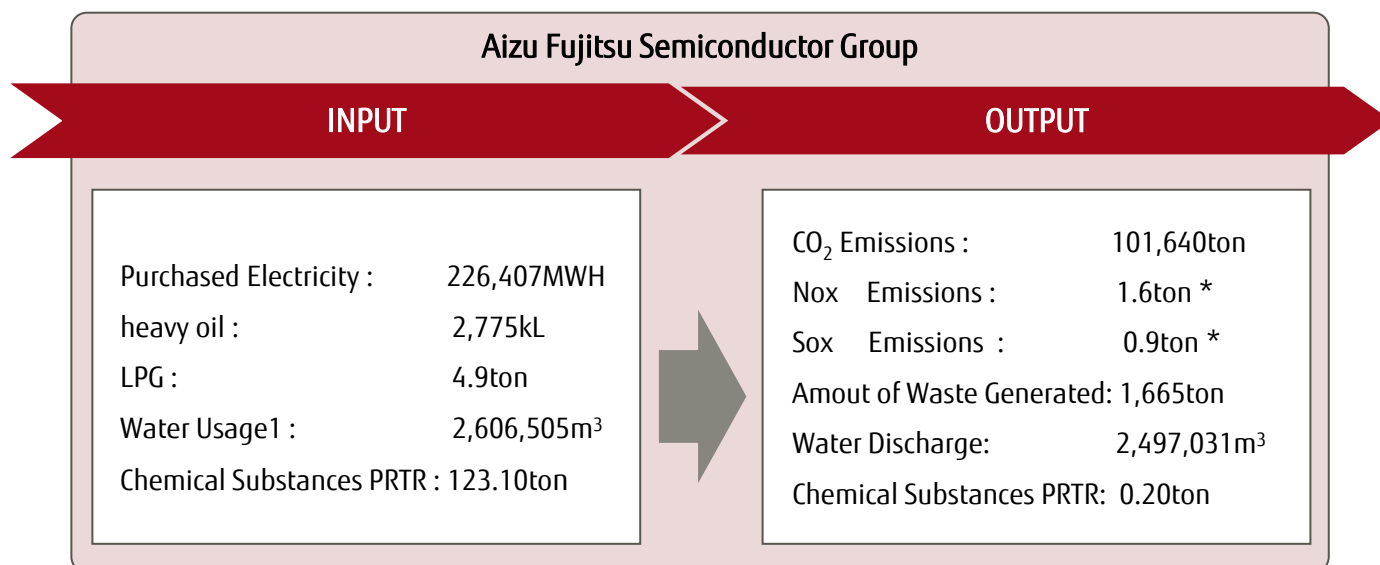 Aizu Fujitsu Semiconductor Group
INPUT
OUTPUT
Purchased Electricity : 226,407MWH
heavy oil : 2,775kL
LPG : 4.9ton
Water Usage1 : 2,606,505m³
Chemical Substances PRTR : 123.10ton
CO₂ Emissions : 101,640ton
Nox Emissions : 1.6ton *
Sox Emissions : 0.9ton *
Amout of Waste Generated: 1,665ton
Water Discharge: 2,497,031m³
Chemical Substances PRTR: 0.20ton